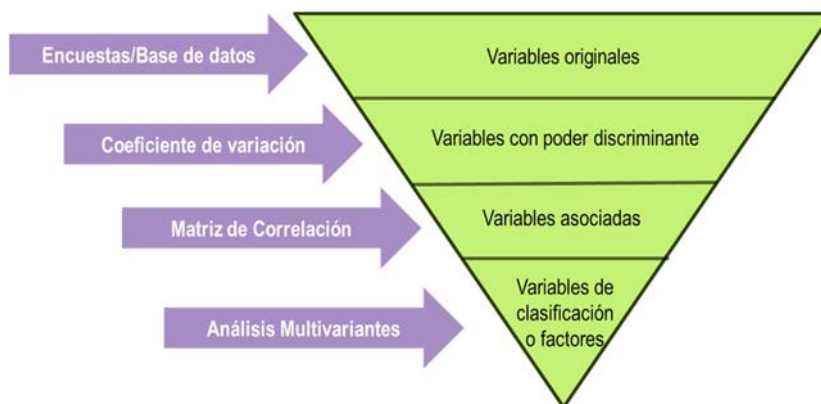 Encuestas/Base de datos
Variables originales
Coeficiente de variación
Variables con poder discriminante
Matriz de Correlación
Variables asociadas
Análisis Multivariantes
Variables de
clasificación
o factores